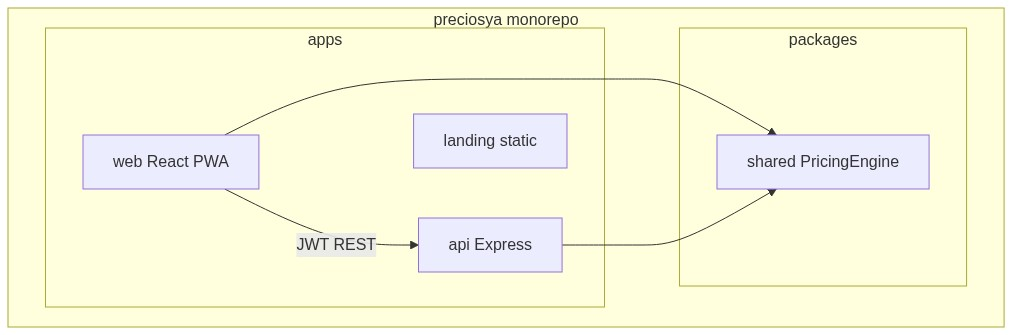 preciosya monorepo
apps
packages
landing static
web React PWA
shared PricingEngine
JWT REST
api Express